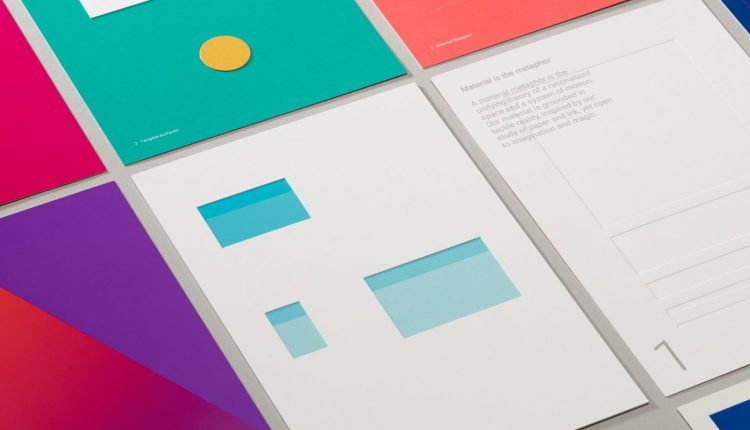 1 Material Metaphor
2 Tangible Surfaces
Material is the metaphor
A material metaphor is the
unifying theory of a rationalized
space and a system of motion.
Our material is grounded in
tactile reality, inspired by our
study of paper and ink, yet open
to imagination and magic.
1